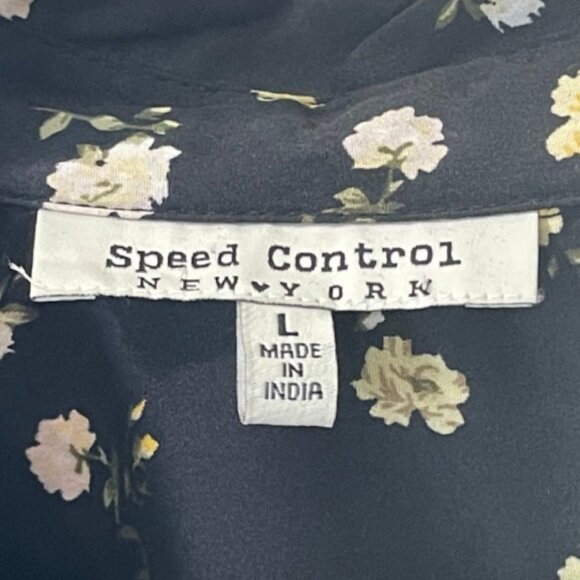 Speed Control
NEW♥YORK
L
MADE
IN
INDIA